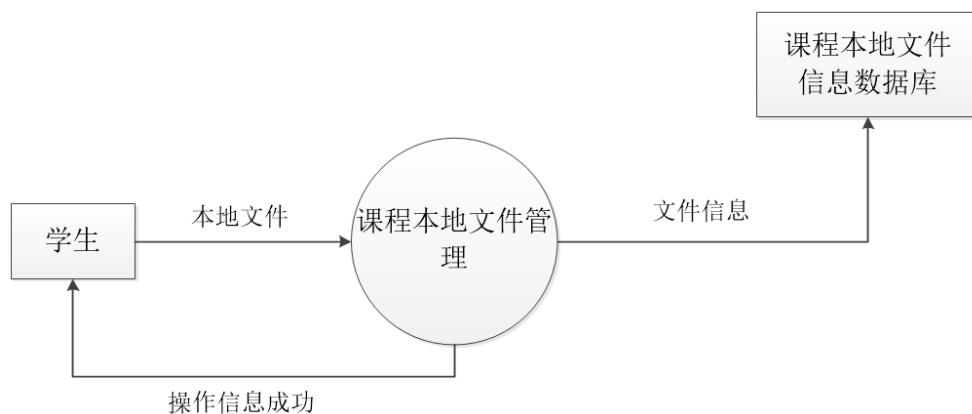 课程本地文件
信息数据库
本地文件
文件信息
学生
课程本地文件管
理
操作信息成功